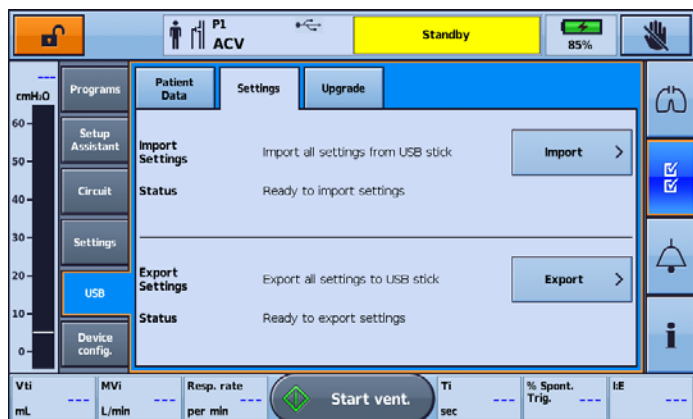 P1
ACV
Standby
85%
---
cmH₂O
60
50
40
30
20
10
0
Programs
Setup
Assistant
Circuit
Settings
USB
Device
config.
Patient
Data
Settings
Upgrade
Import
Settings
Import all settings from USB stick
Import >
Status
Ready to import settings
Export
Settings
Export all settings to USB stick
Export >
Status
Ready to export settings
i
Vti
---
mL
MVi
---
L/min
Resp. rate
---
per min
Start vent.
Ti
---
sec
% Spont.
Trig. ---
I:E
---